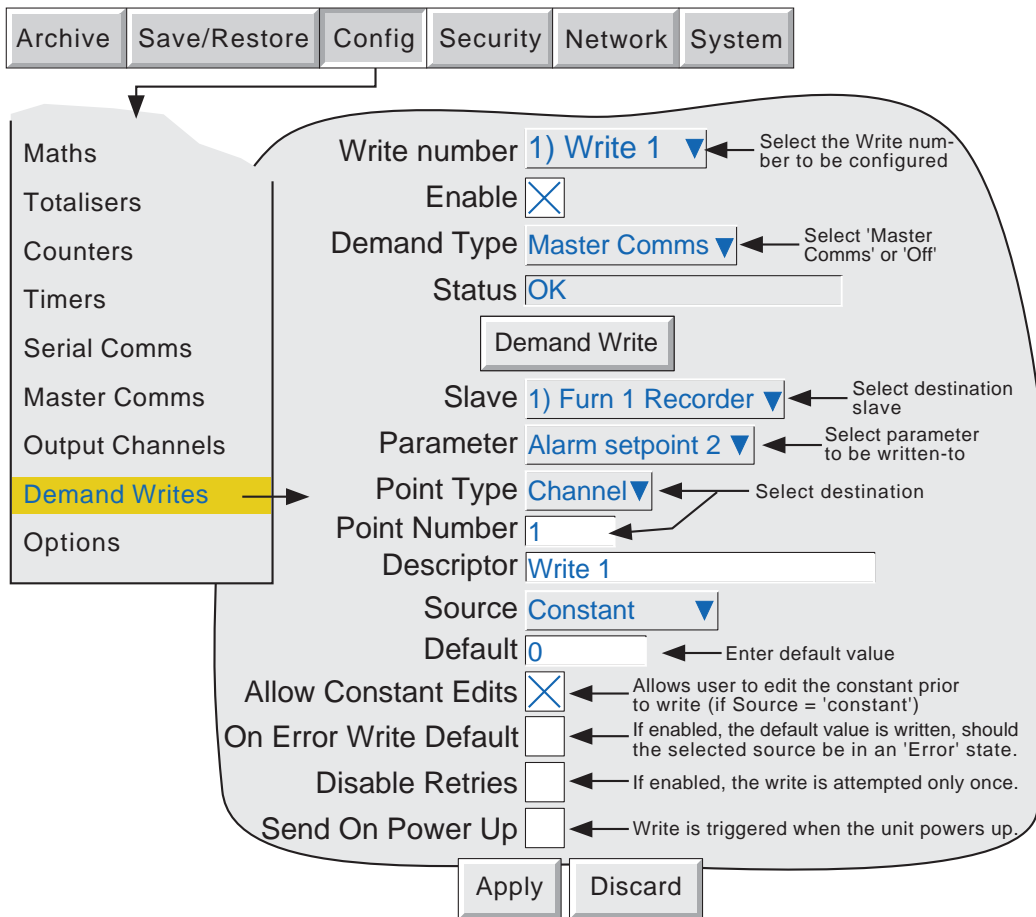 Archive Save/Restore Config Security Network System
Maths
Totalisers
Counters
Timers
Serial Comms
Master Comms
Output Channels
Demand Writes
Options
Write number 1) Write 1 Select the Write num-
ber to be configured
Enable
Demand Type Master Comms Select 'Master
Comms' or 'Off'
Status OK
Demand Write
Slave 1) Furn 1 Recorder Select destination
slave
Parameter Alarm setpoint 2 Select parameter
to be written-to
Point Type Channel Select destination
Point Number 1
Descriptor Write 1
Source Constant
Default 0 Enter default value
Allow Constant Edits Allows user to edit the constant prior
to write (if Source = 'constant')
On Error Write Default If enabled, the default value is written, should
the selected source be in an 'Error' state.
Disable Retries If enabled, the write is attempted only once.
Send On Power Up Write is triggered when the unit powers up.
Apply Discard